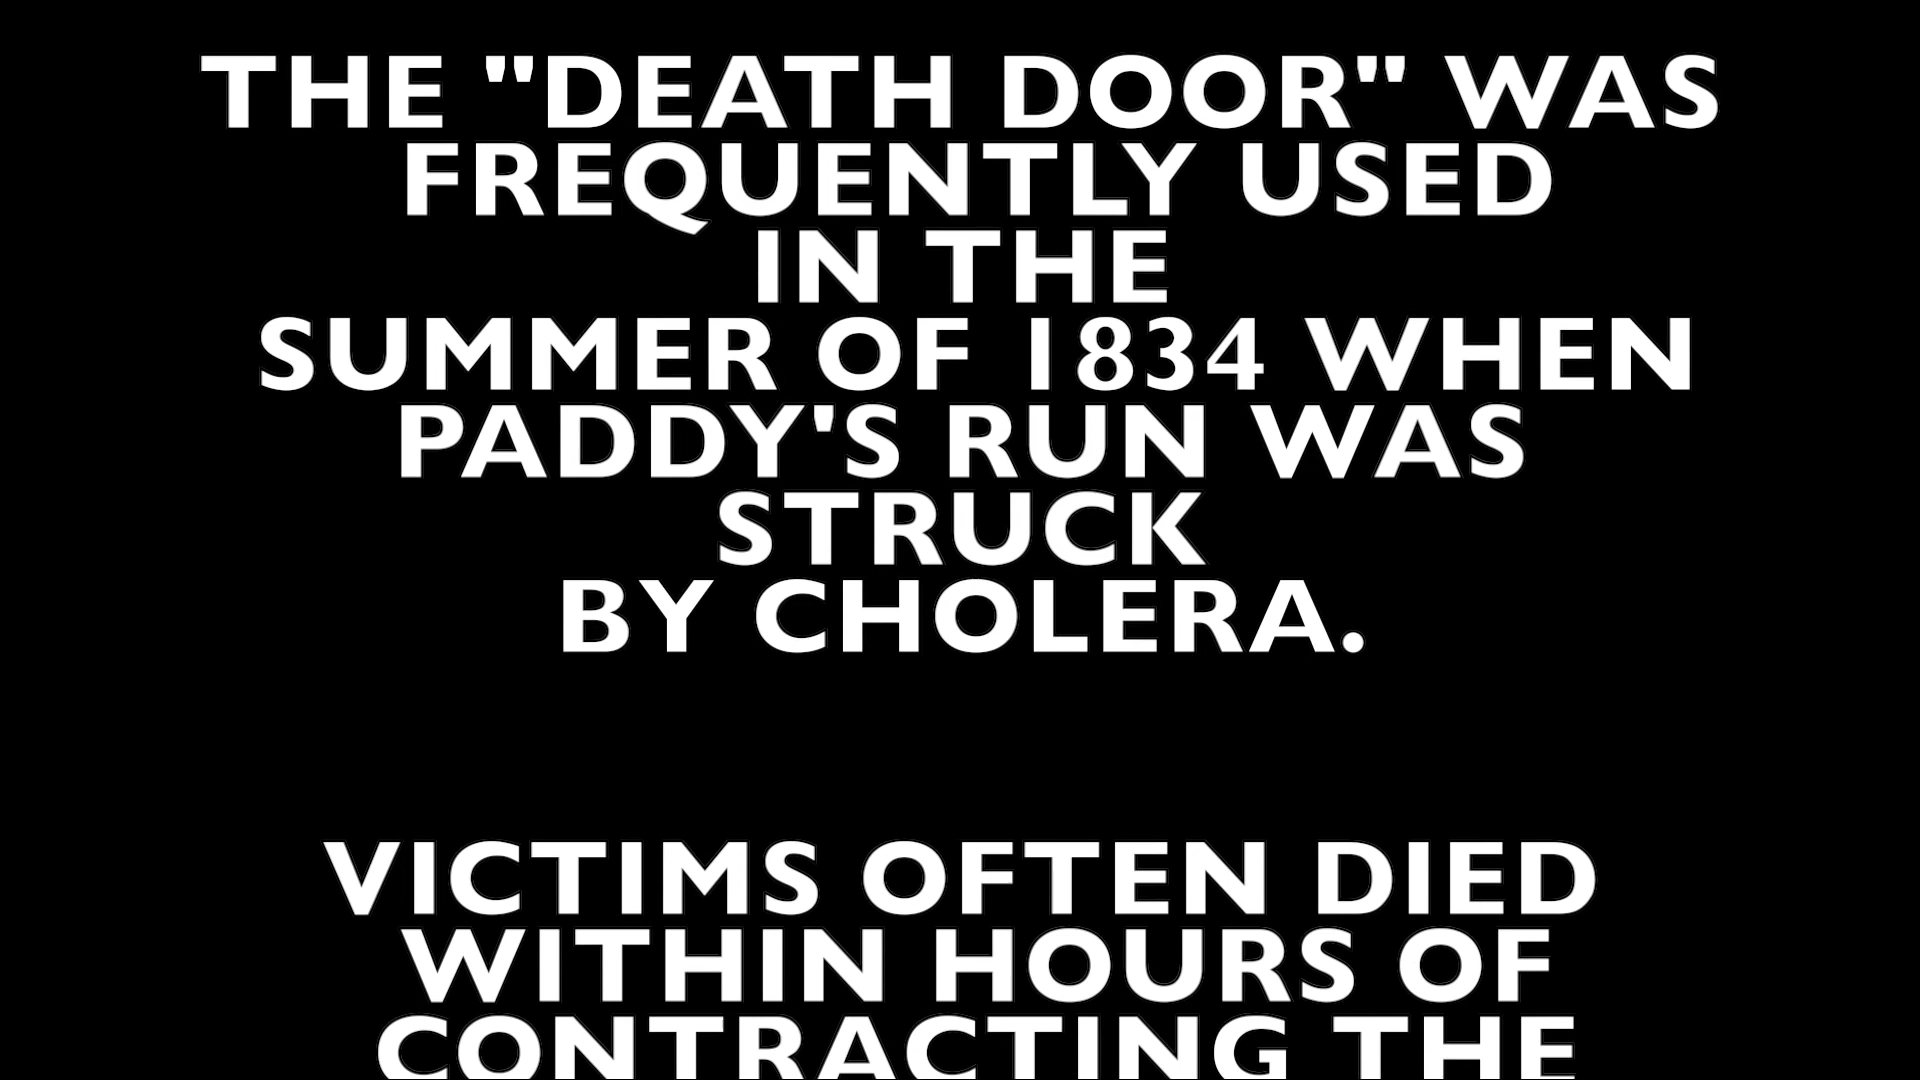 THE "DEATH DOOR" WAS
FREQUENTLY USED
IN THE
SUMMER OF 1834 WHEN
PADDY'S RUN WAS
STRUCK
BY CHOLERA.
VICTIMS OFTEN DIED
WITHIN HOURS OF
CONTRACTING THE